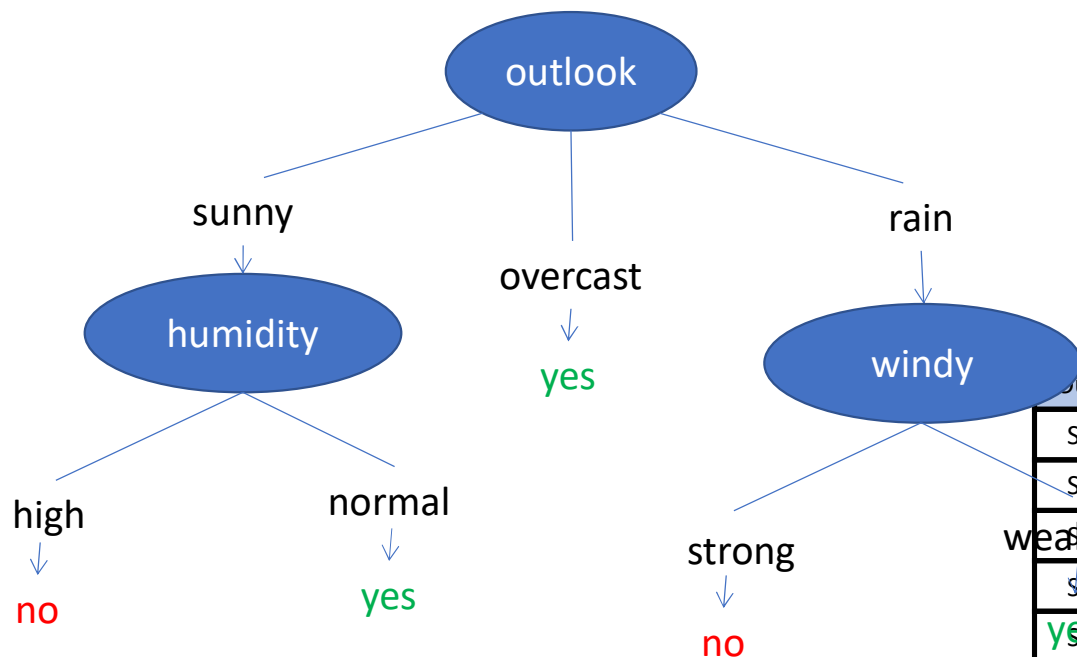 outlook
sunny
rain
overcast
humidity
windy
yes
high
normal
strong
no
yes
no